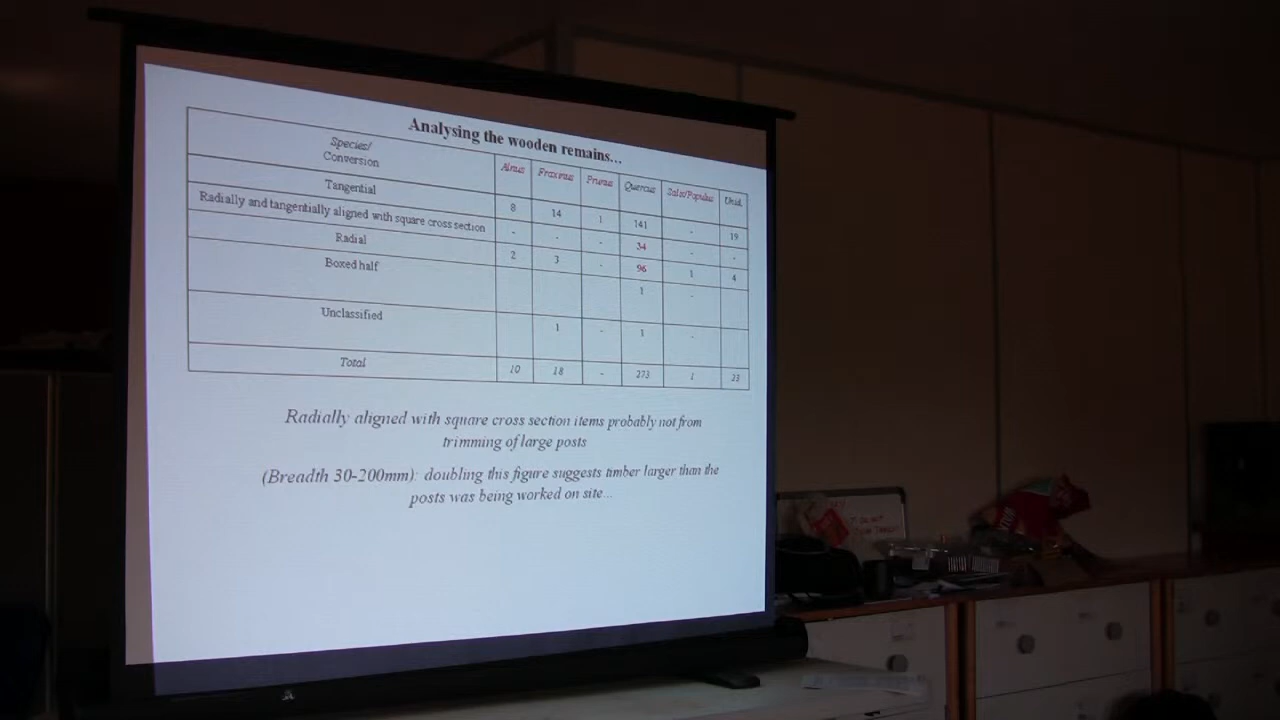 Analysing the wooden remains...
Species/
Conversion
Alnus Fraxinus Prunus Quercus Salix/Populus Unid.
Tangential 8 14 1 141 - 19
Radially and tangentially aligned with square cross section - - - 34 - -
Radial 2 3 - 96 1 4
Boxed half 1 -
Unclassified 1 - 1 -
Total 10 18 - 273 1 23
Radially aligned with square cross section items probably not from
trimming of large posts
(Breadth 30-200mm): doubling this figure suggests timber larger than the
posts was being worked on site...